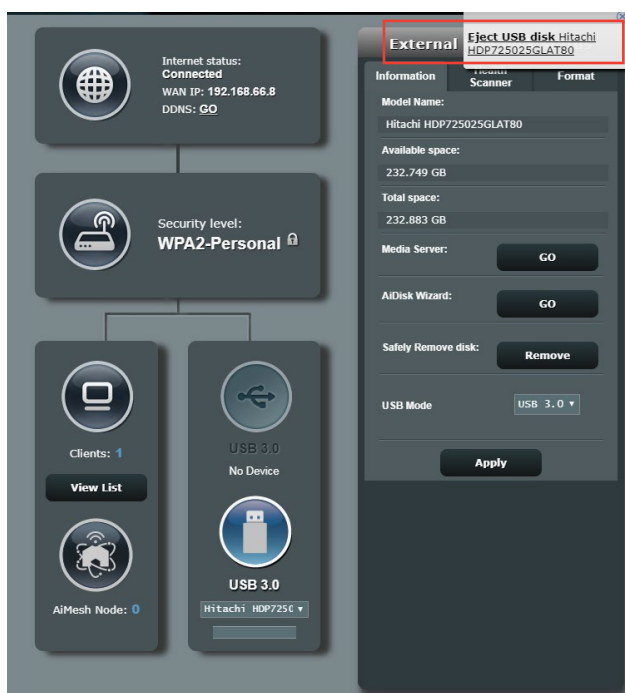 Internet status:
Connected
WAN IP: 192.168.66.8
DDNS: GO
Security level:
WPA2-Personal
Clients: 1
View List
AiMesh Node: 0
USB 3.0
No Device
USB 3.0
Hitachi HDP7250
External
Eject USB disk Hitachi
HDP725025GLAT80
Information
Health
Scanner
Format
Model Name:
Hitachi HDP725025GLAT80
Available space:
232.749 GB
Total space:
232.883 GB
Media Server:
GO
AiDisk Wizard:
GO
Safely Remove disk:
Remove
USB Mode
USB 3.0
Apply